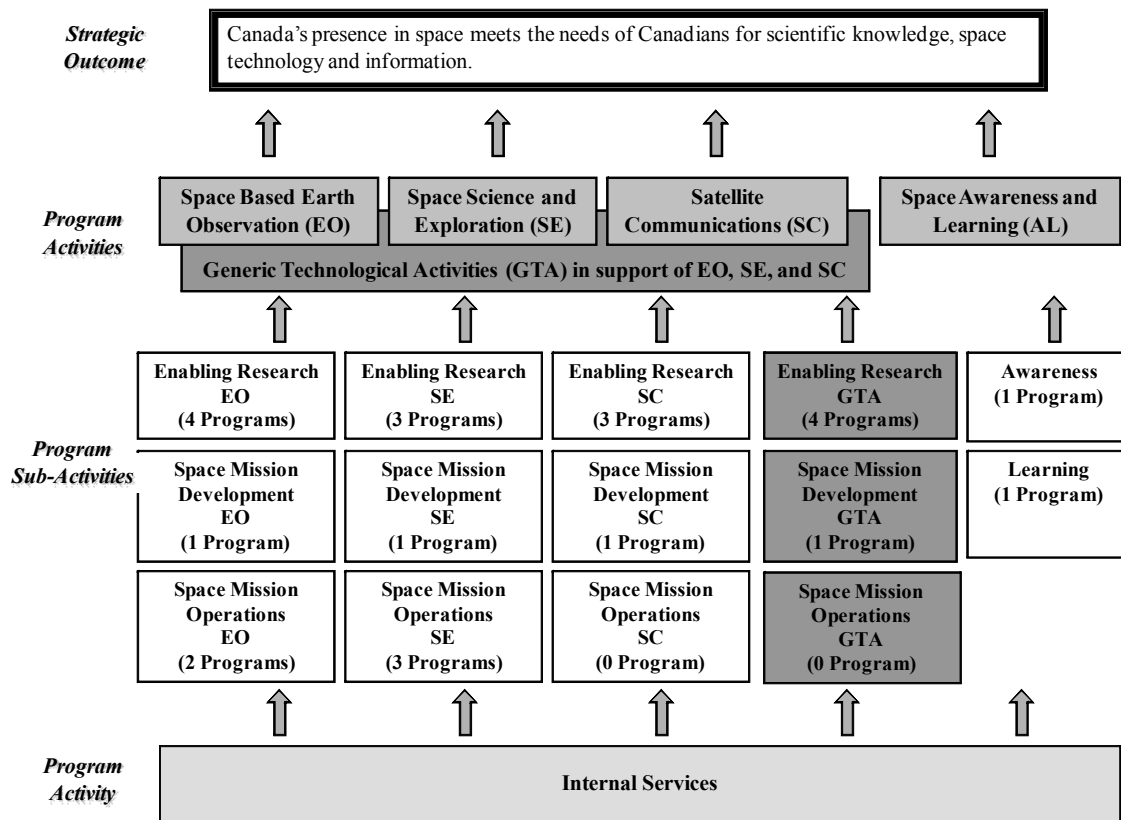 Strategic
Outcome
Canada's presence in space meets the needs of Canadians for scientific knowledge, space
technology and information.
Program
Activities
Space Based Earth
Observation (EO)
Space Science and
Exploration (SE)
Satellite
Communications (SC)
Space Awareness and
Learning (AL)
Generic Technological Activities (GTA) in support of EO, SE, and SC
Program
Sub-Activities
Enabling Research
EO
(4 Programs)
Enabling Research
SE
(3 Programs)
Enabling Research
SC
(3 Programs)
Enabling Research
GTA
(4 Programs)
Awareness
(1 Program)
Space Mission
Development
EO
(1 Program)
Space Mission
Development
SE
(1 Program)
Space Mission
Development
SC
(1 Program)
Space Mission
Development
GTA
(1 Program)
Learning
(1 Program)
Space Mission
Operations
EO
(2 Programs)
Space Mission
Operations
SE
(3 Programs)
Space Mission
Operations
SC
(0 Program)
Space Mission
Operations
GTA
(0 Program)
Program
Activity
Internal Services